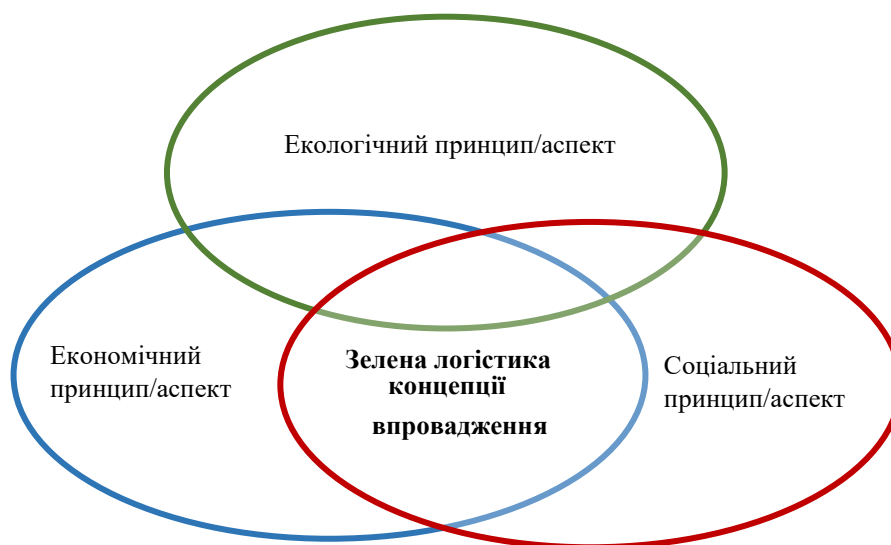 Екологічний принцип/аспект
Економічний
принцип/аспект
Зелена логістика
концепції
впровадження
Соціальний
принцип/аспект